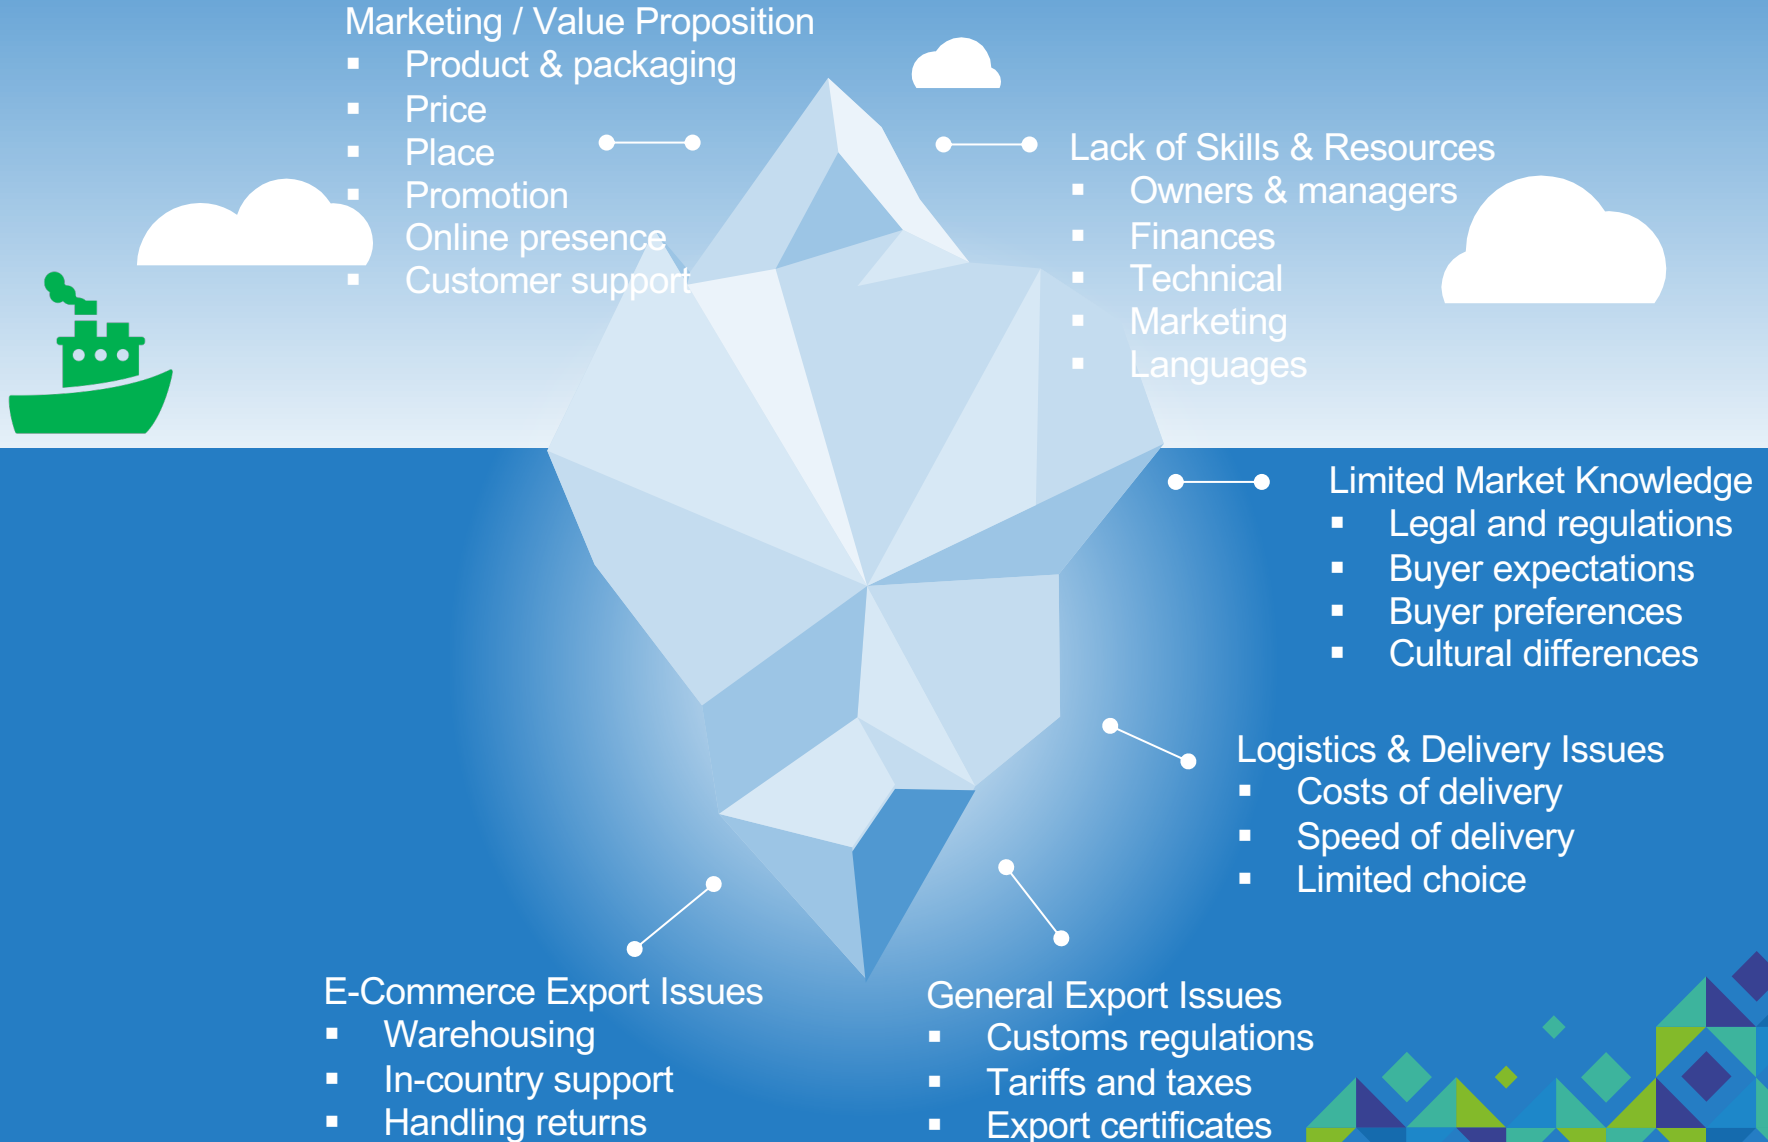 Marketing / Value Proposition
▪ Product & packaging
▪ Price
▪ Place
▪ Promotion
Online presence
▪ Customer support
Lack of Skills & Resources
▪ Owners & managers
▪ Finances
▪ Technical
▪ Marketing
▪ Languages
Limited Market Knowledge
▪ Legal and regulations
▪ Buyer expectations
▪ Buyer preferences
▪ Cultural differences
Logistics & Delivery Issues
▪ Costs of delivery
▪ Speed of delivery
▪ Limited choice
E-Commerce Export Issues
▪ Warehousing
▪ In-country support
▪ Handling returns
General Export Issues
▪ Customs regulations
▪ Tariffs and taxes
▪ Export certificates